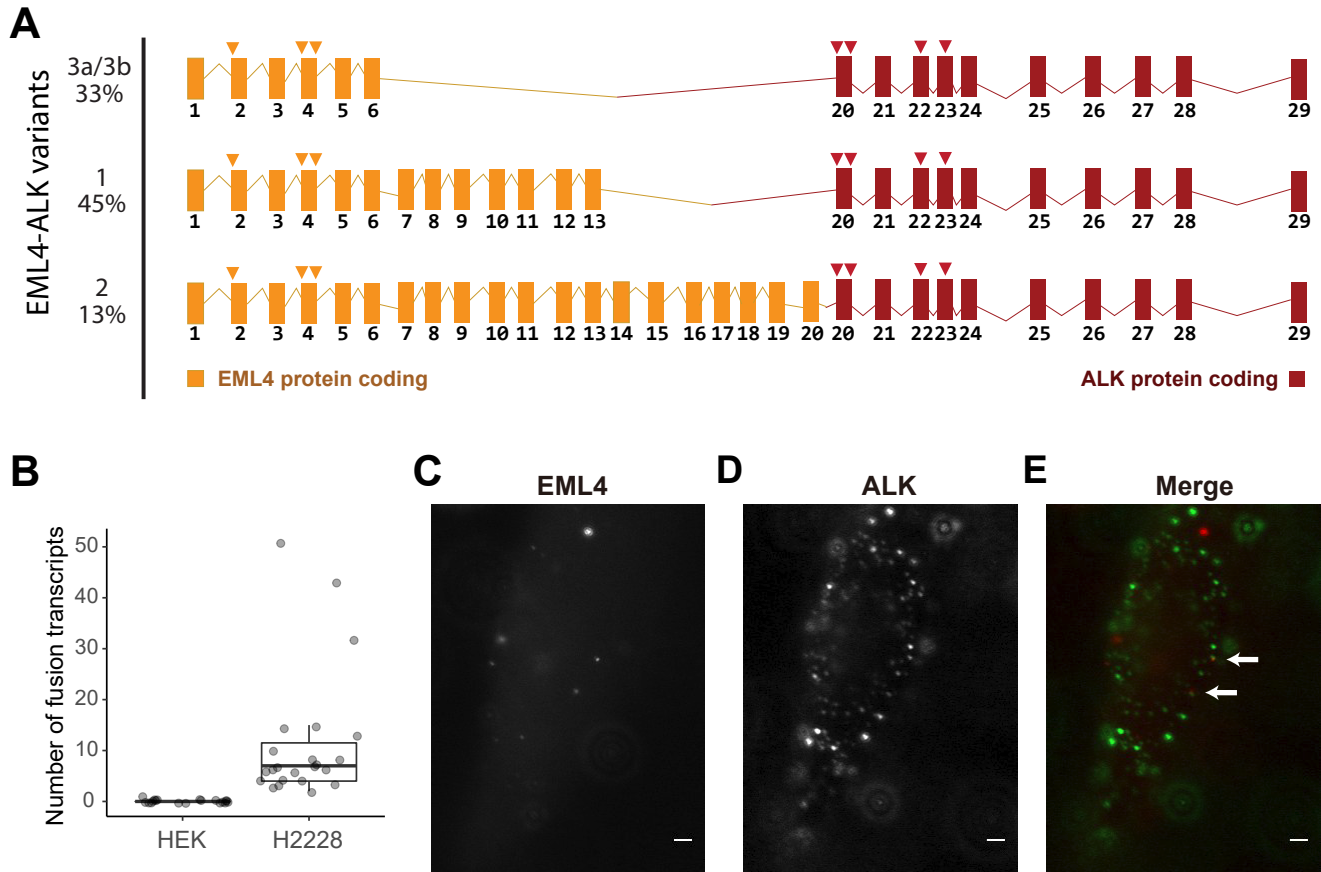 A
EML4-ALK variants
3a/3b
33%
1 2 3 4 5 6 20 21 22 23 24 25 26 27 28 29
1
45%
1 2 3 4 5 6 7 8 9 10 11 12 13 20 21 22 23 24 25 26 27 28 29
2
13%
1 2 3 4 5 6 7 8 9 10 11 12 13 14 15 16 17 18 19 20 20 21 22 23 24 25 26 27 28 29
EML4 protein coding
ALK protein coding
B
Number of fusion transcripts
50
40
30
20
10
0
HEK H2228
C
EML4
D
ALK
E
Merge